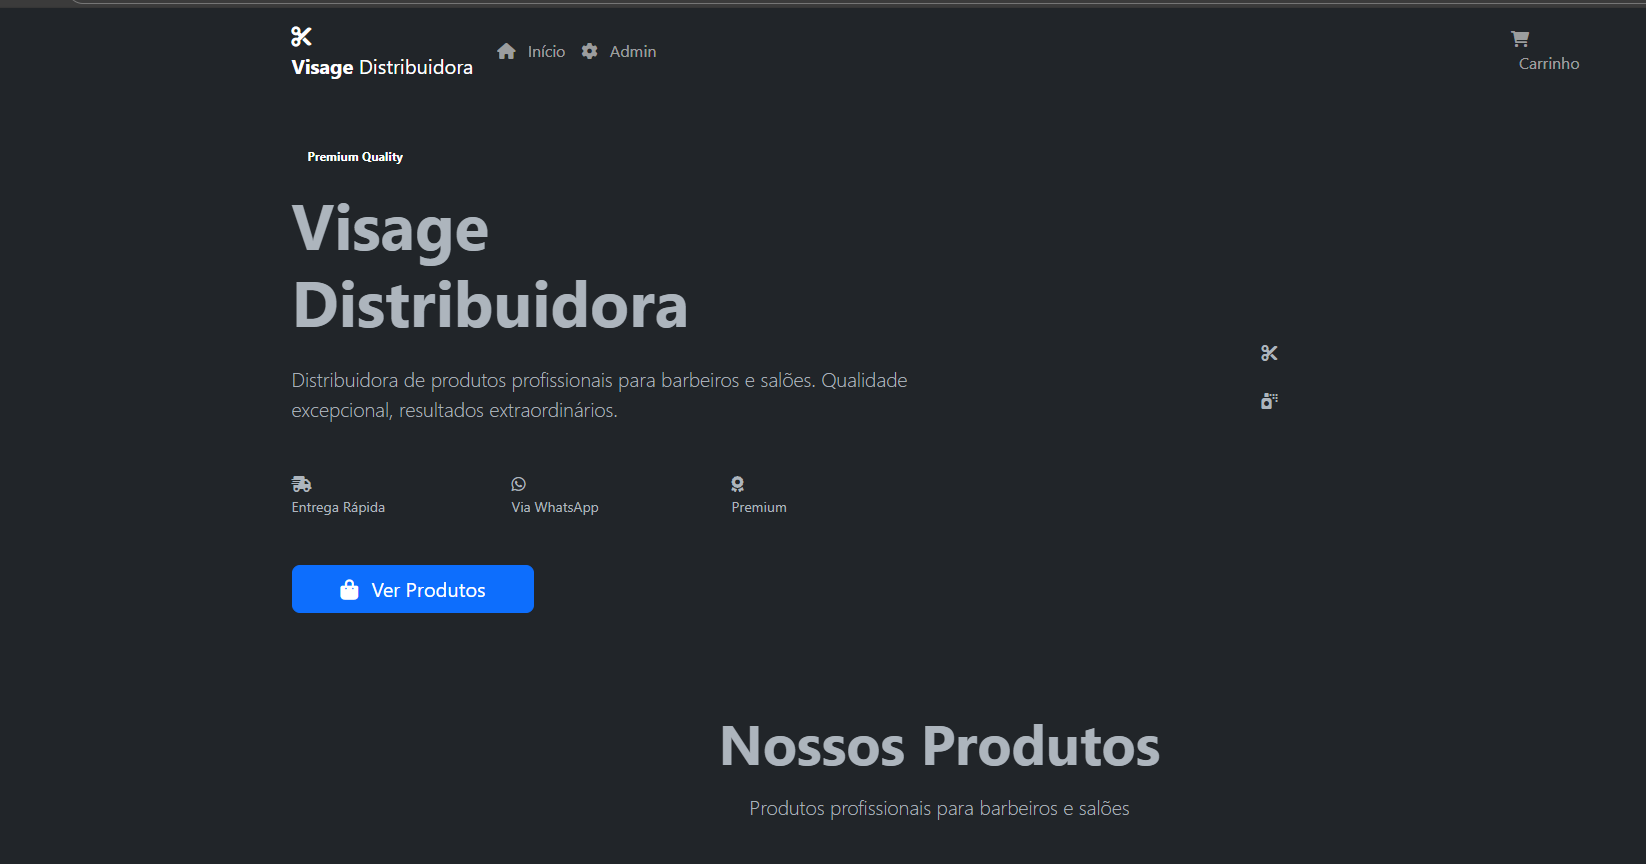 Visage Distribuidora
Início
Admin
Carrinho
Premium Quality
Visage
Distribuidora
Distribuidora de produtos profissionais para barbeiros e salões. Qualidade
excepcional, resultados extraordinários.
Entrega Rápida
Via WhatsApp
Premium
Ver Produtos
Nossos Produtos
Produtos profissionais para barbeiros e salões